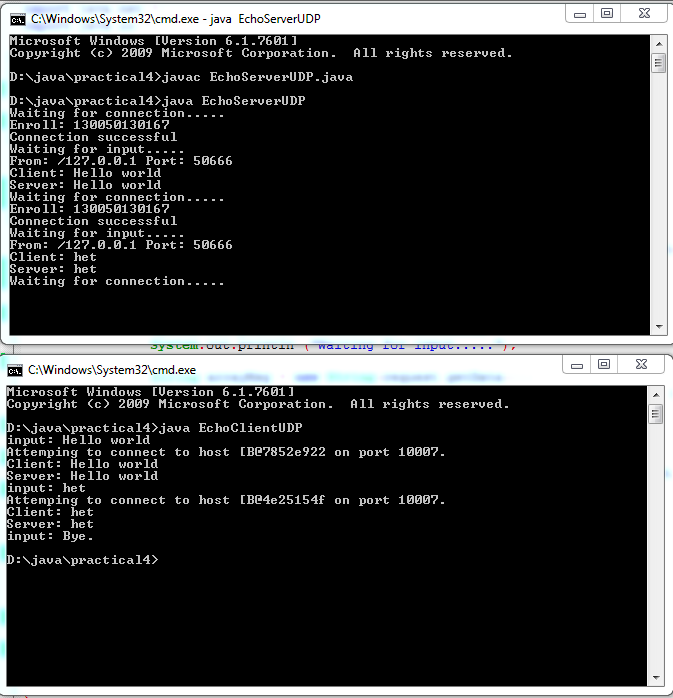 C:\Windows\System32\cmd.exe - java  EchoServerUDP
Microsoft Windows [Version 6.1.7601]
Copyright (c) 2009 Microsoft Corporation.  All rights reserved.
D:\java\practical4>javac EchoServerUDP.java
D:\java\practical4>java EchoServerUDP
Waiting for connection.....
Enroll: 130050130167
Connection successful
Waiting for input.....
From: /127.0.0.1 Port: 50666
Client: Hello world
Server: Hello world
Waiting for connection.....
Enroll: 130050130167
Connection successful
Waiting for input.....
From: /127.0.0.1 Port: 50666
Client: het
Server: het
Waiting for connection.....
System.out.println ("Waiting for input.....");
C:\Windows\System32\cmd.exe
Microsoft Windows [Version 6.1.7601]
Copyright (c) 2009 Microsoft Corporation.  All rights reserved.
D:\java\practical4>java EchoClientUDP
input: Hello world
Attemping to connect to host [B@7852e922 on port 10007.
Client: Hello world
Server: Hello world
input: het
Attemping to connect to host [B@4e25154f on port 10007.
Client: het
Server: het
input: Bye.
D:\java\practical4>